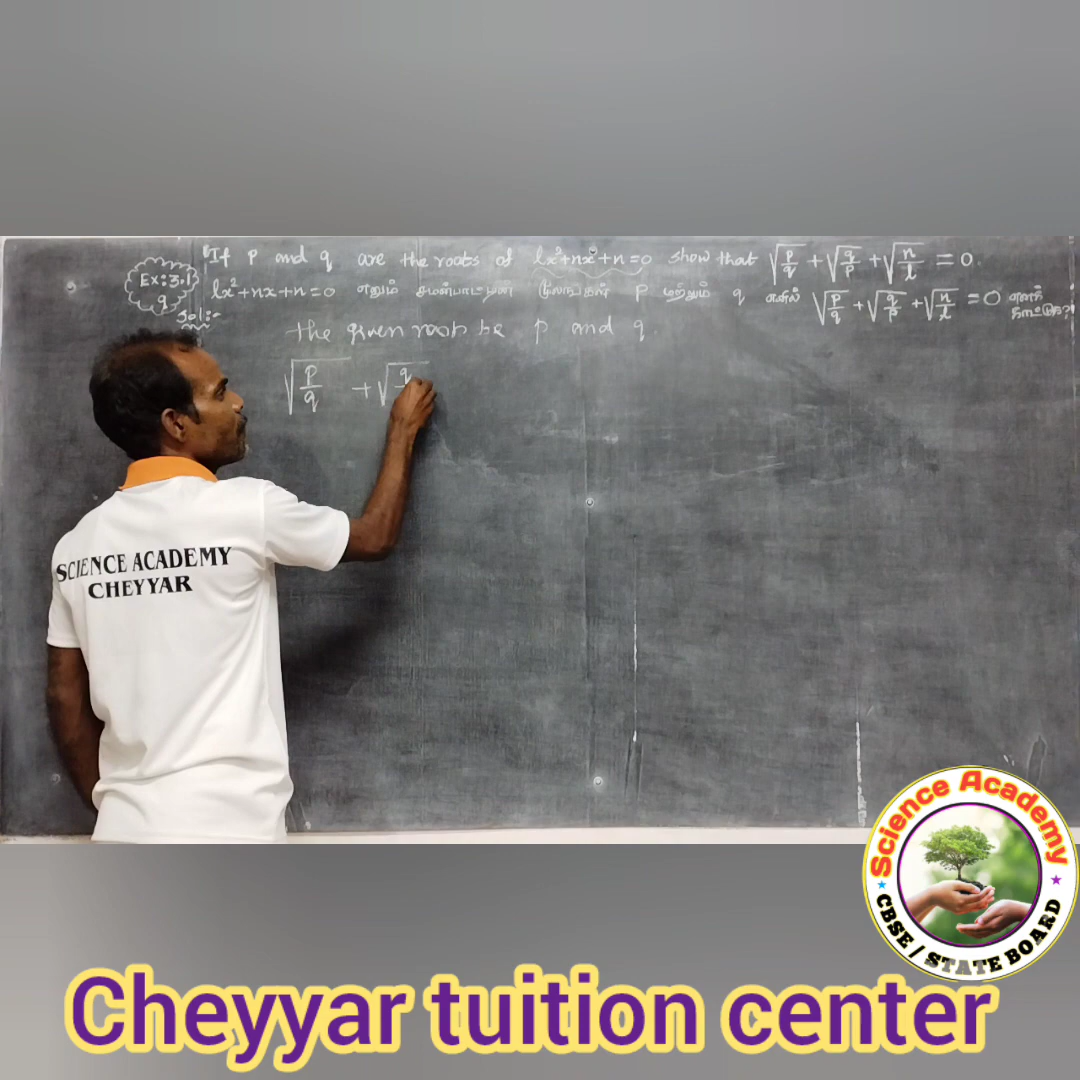 If p and q are the roots of lx²+nx²+n=0 show that √p/q + √q/p + √n/l = 0.
Ex: 3.1
9
lx²+nx+n=0 எனும் சமன்பாட்டின் மூலங்கள் p மற்றும் q எனில் √p/q + √q/p + √n/l = 0 எனக்
காட்டுக?
Sol:-
the given roots be p and q.
√p/q + √q
SCIENCE ACADEMY
CHEYYAR
Science Academy
CBSE / STATE BOARD
Cheyyar tuition center